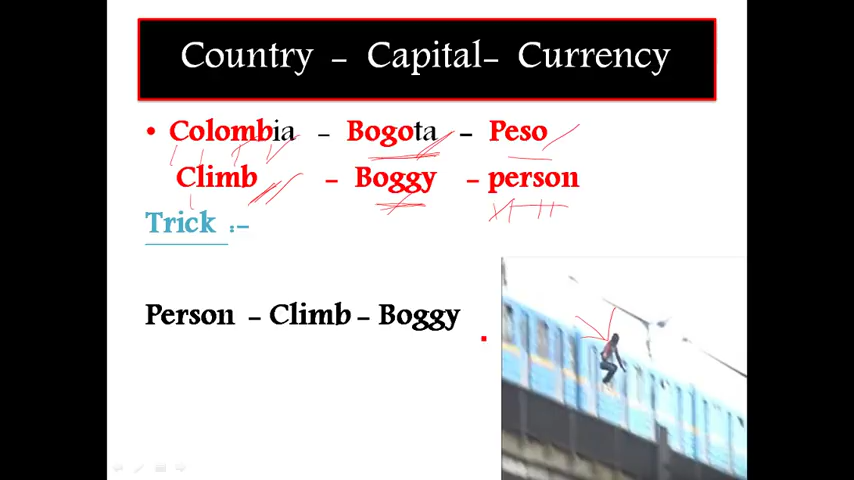 Country - Capital- Currency
• Colombia - Bogota - Peso
Climb - Boggy - person
Trick :-
Person - Climb - Boggy